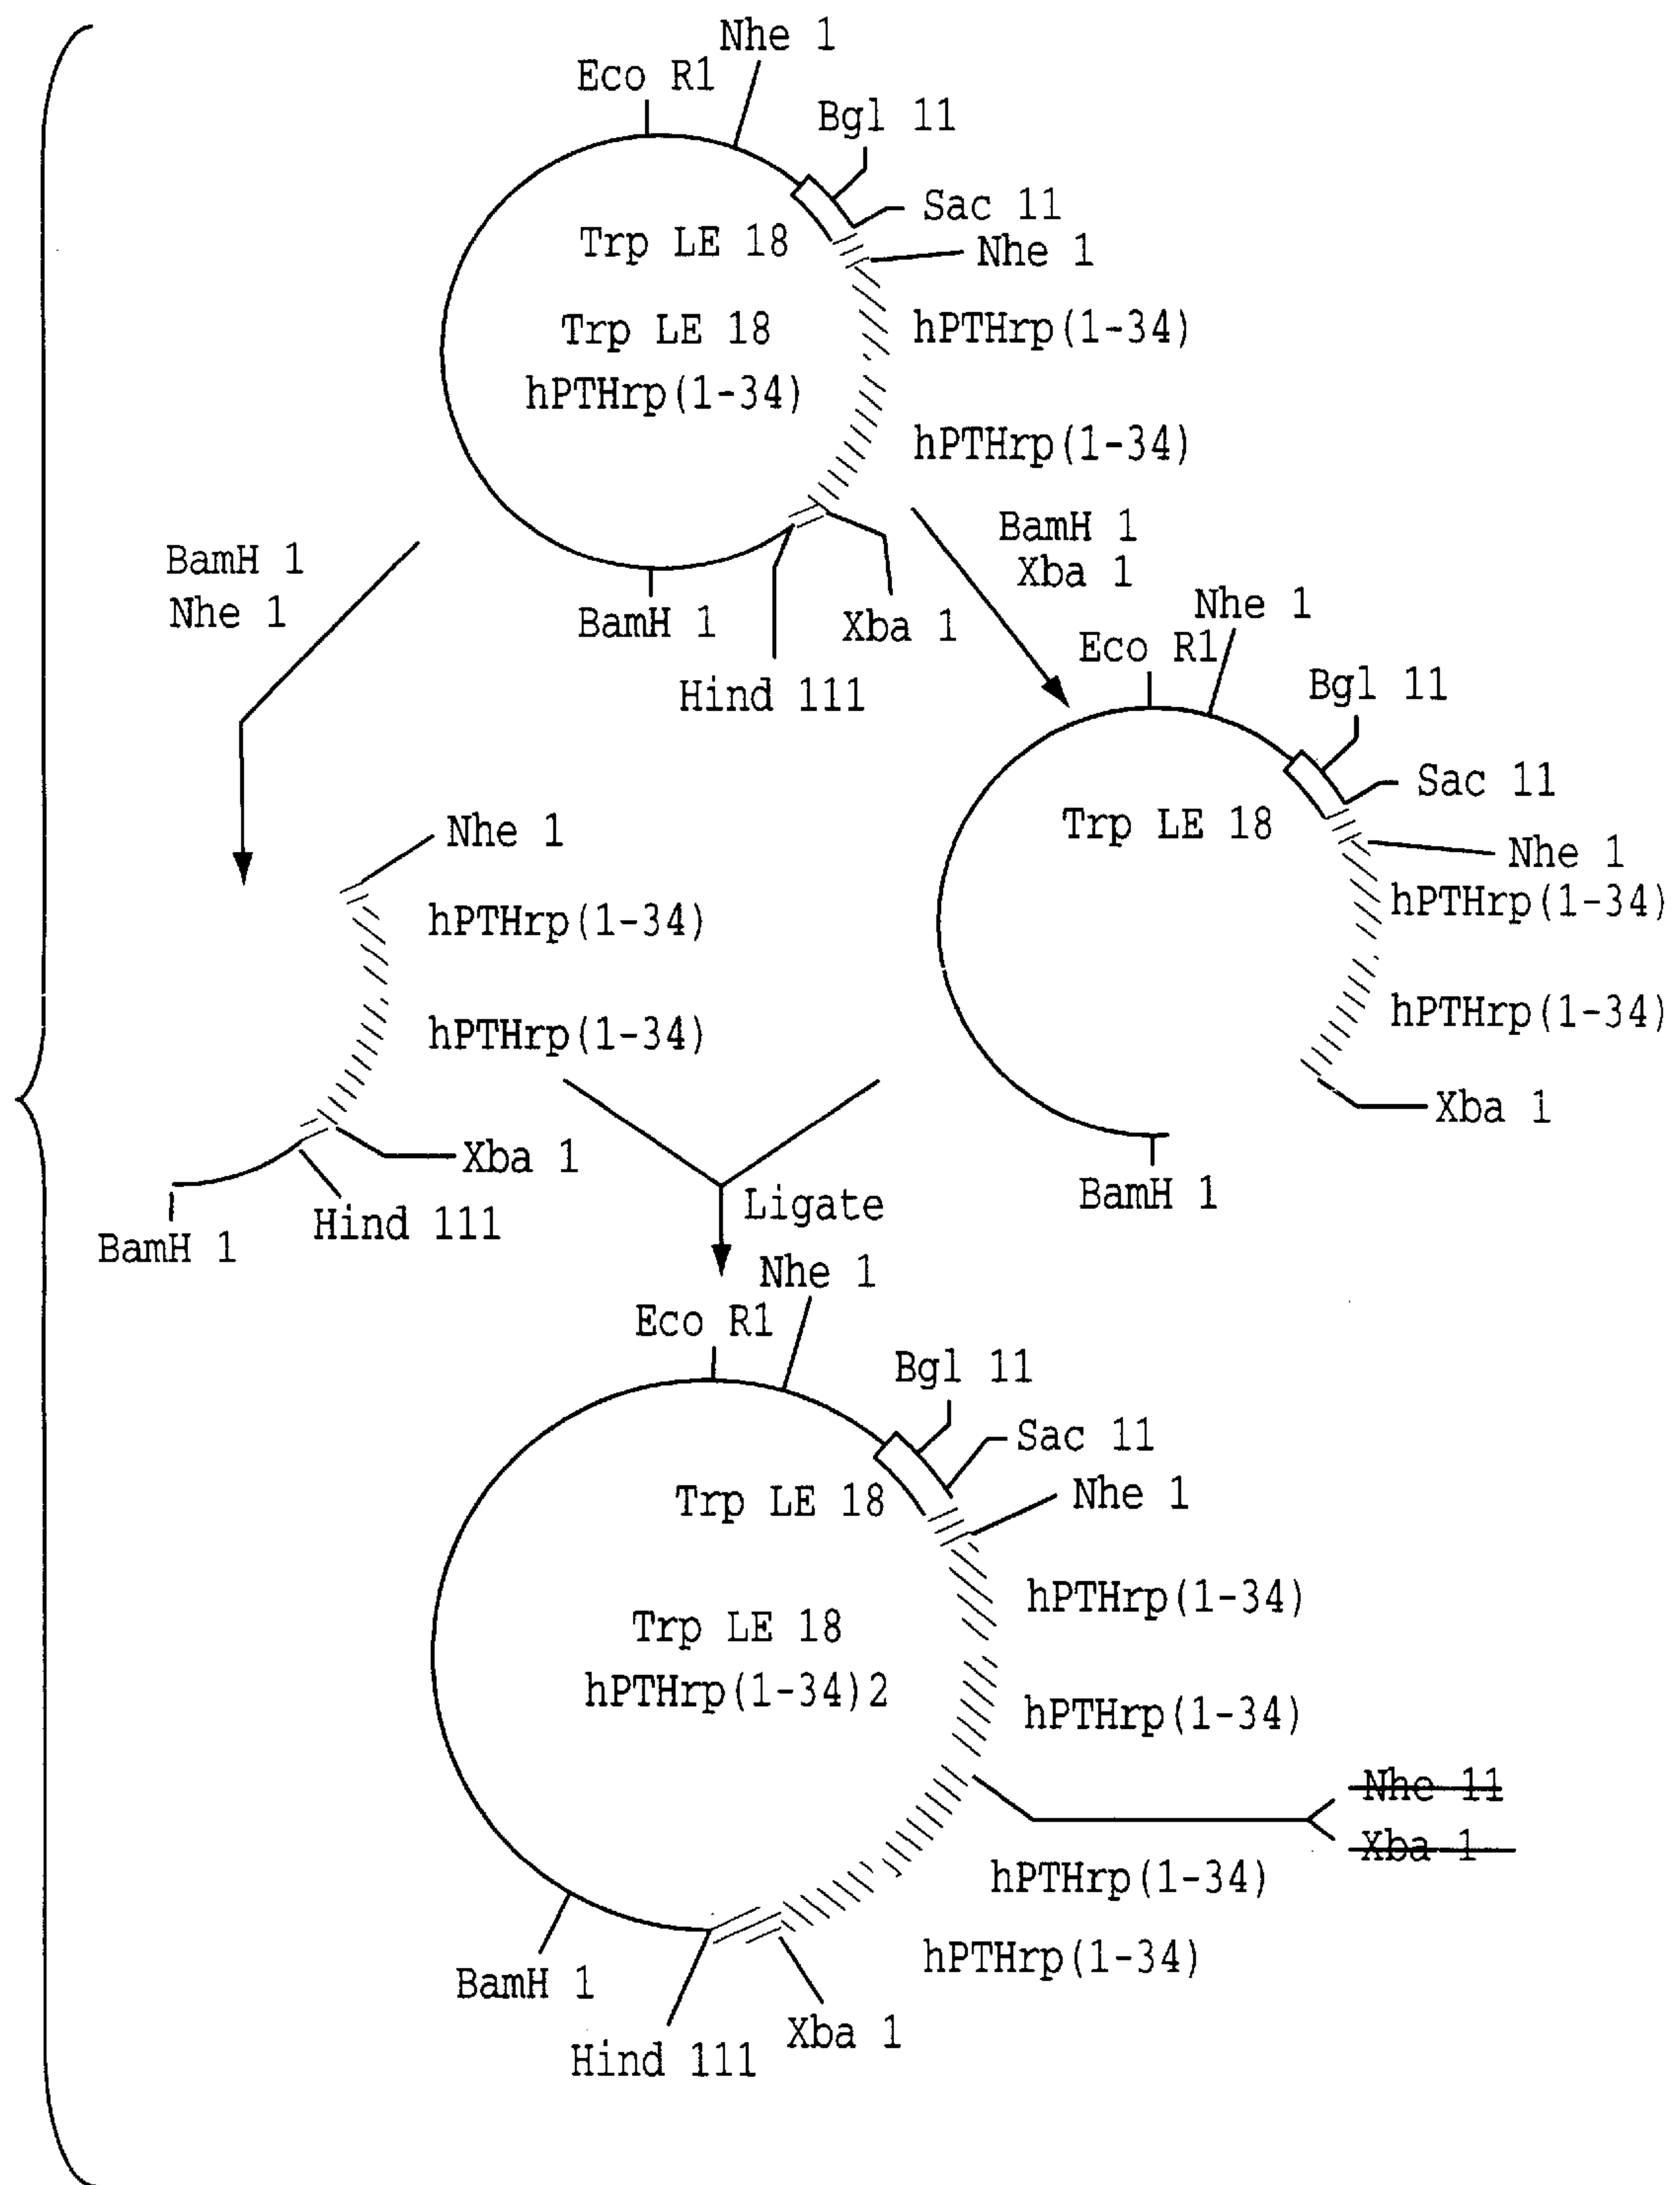 Nhe 1
Eco R1
Bgl 11
Sac 11
Trp LE 18
Nhe 1
Trp LE 18
hPTHrp(1-34)
hPTHrp(1-34)
hPTHrp(1-34)
BamH 1
Xba 1
BamH 1
Nhe 1
BamH 1
Xba 1
Hind 111
Nhe 1
Eco R1
Bgl 11
Sac 11
Trp LE 18
Nhe 1
hPTHrp(1-34)
hPTHrp(1-34)
Xba 1
BamH 1
Nhe 1
hPTHrp(1-34)
hPTHrp(1-34)
Xba 1
Hind 111
BamH 1
Ligate
Nhe 1
Eco R1
Bgl 11
Sac 11
Trp LE 18
Nhe 1
hPTHrp(1-34)
Trp LE 18
hPTHrp(1-34)2
hPTHrp(1-34)
Nhe 11
Xba 1
hPTHrp(1-34)
hPTHrp(1-34)
BamH 1
Xba 1
Hind 111